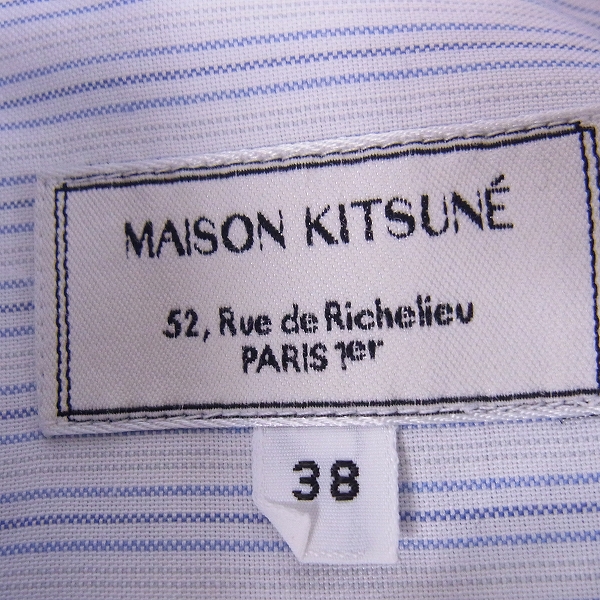 MAISON KITSUNÉ
52, Rue de Richelieu
PARIS 1er
38